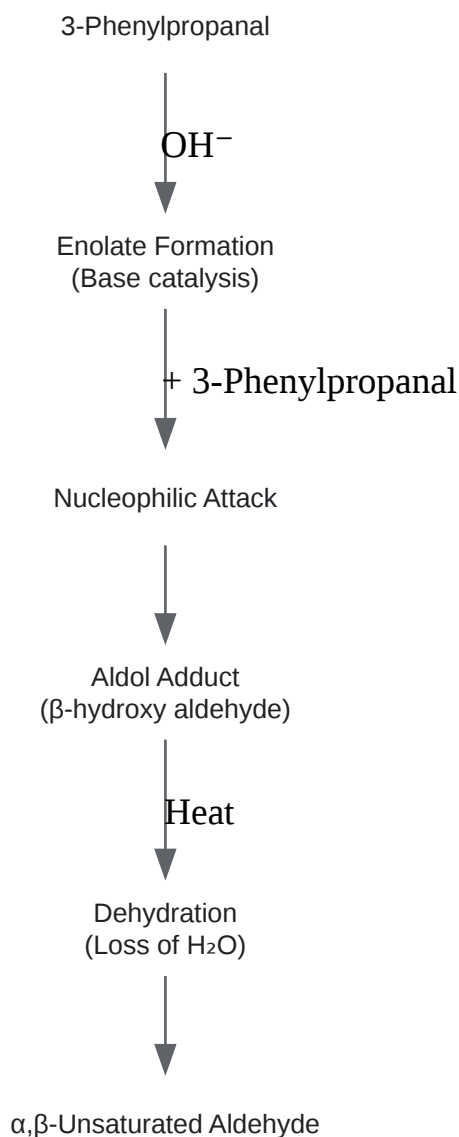 3-Phenylpropanal
OH⁻
Enolate Formation
(Base catalysis)
+ 3-Phenylpropanal
Nucleophilic Attack
Aldol Adduct
(β-hydroxy aldehyde)
Heat
Dehydration
(Loss of H₂O)
α,β-Unsaturated Aldehyde